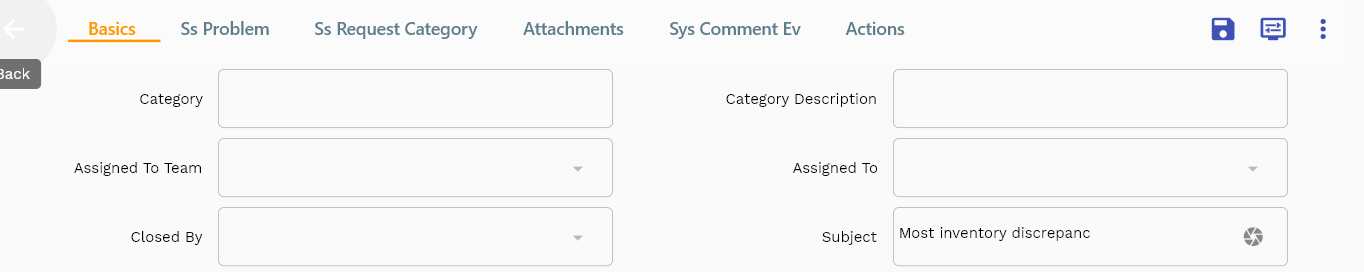 Basics Ss Problem Ss Request Category Attachments Sys Comment Ev Actions
Back
Category Category Description
Assigned To Team Assigned To
Closed By Subject Most inventory discrepanc